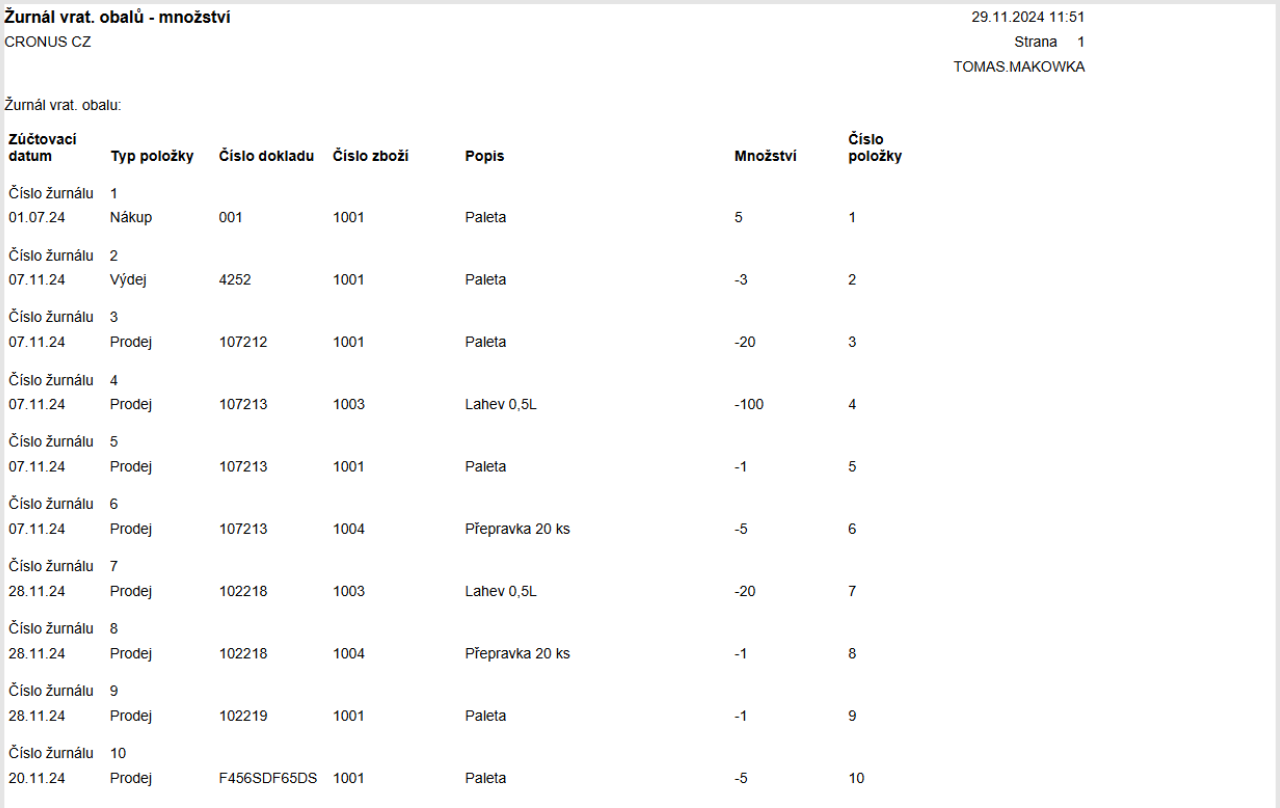 Žurnál vrat. obalů - množství 29.11.2024 11:51
CRONUS CZ Strana 1
TOMAS.MAKOWKA
Žurnál vrat. obalu:
Zúčtovací datum Typ položky Číslo dokladu Číslo zboží Popis Množství Číslo položky
Číslo žurnálu 1
01.07.24 Nákup 001 1001 Paleta 5 1
Číslo žurnálu 2
07.11.24 Výdej 4252 1001 Paleta -3 2
Číslo žurnálu 3
07.11.24 Prodej 107212 1001 Paleta -20 3
Číslo žurnálu 4
07.11.24 Prodej 107213 1003 Lahev 0,5L -100 4
Číslo žurnálu 5
07.11.24 Prodej 107213 1001 Paleta -1 5
Číslo žurnálu 6
07.11.24 Prodej 107213 1004 Přepravka 20 ks -5 6
Číslo žurnálu 7
28.11.24 Prodej 102218 1003 Lahev 0,5L -20 7
Číslo žurnálu 8
28.11.24 Prodej 102218 1004 Přepravka 20 ks -1 8
Číslo žurnálu 9
28.11.24 Prodej 102219 1001 Paleta -1 9
Číslo žurnálu 10
20.11.24 Prodej F456SDF65DS 1001 Paleta -5 10